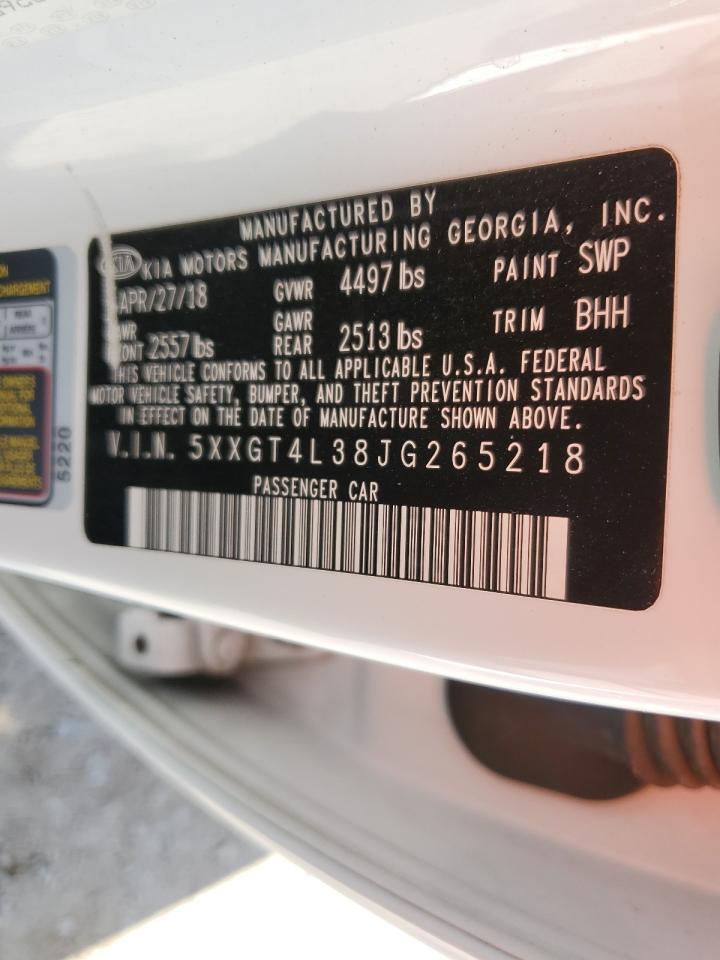 MANUFACTURED BY
KIA KIA MOTORS MANUFACTURING GEORGIA, INC.
APR/27/18 GVWR 4497 lbs PAINT SWP
GAWR TRIM BHH
2557 lbs REAR 2513 lbs
THIS VEHICLE CONFORMS TO ALL APPLICABLE U.S.A. FEDERAL
MOTOR VEHICLE SAFETY, BUMPER, AND THEFT PREVENTION STANDARDS
IN EFFECT ON THE DATE OF MANUFACTURE SHOWN ABOVE.
V.I.N. 5XXGT4L38JG265218
PASSENGER CAR
5220